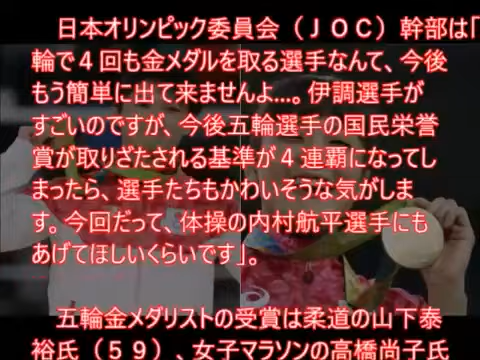 日本オリンピック委員会（ＪＯＣ）幹部は「
輪で４回も金メダルを取る選手なんて、今後
もう簡単に出て来ませんよ…。伊調選手が
すごいのですが、今後五輪選手の国民栄誉
賞が取りざたされる基準が４連覇になってし
まったら、選手たちもかわいそうな気がしま
す。今回だって、体操の内村航平選手にも
あげてほしいくらいです」。
五輪金メダリストの受賞は柔道の山下泰
裕氏（５９）、女子マラソンの高橋尚子氏